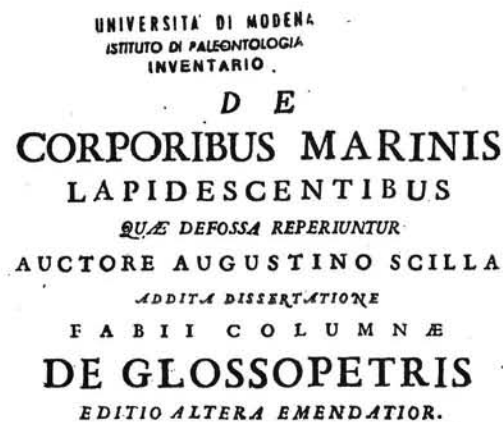 UNIVERSITA' DI MODENA
ISTITUTO DI PALEONTOLOGIA
INVENTARIO.
DE
CORPORIBUS MARINIS
LAPIDESCENTIBUS
QUÆ DEFOSSA REPERIUNTUR
AUCTORE AUGUSTINO SCILLA
ADDITA DISSERTATIONE
FABII COLUMNÆ
DE GLOSSOPETRIS
EDITIO ALTERA EMENDATIOR.